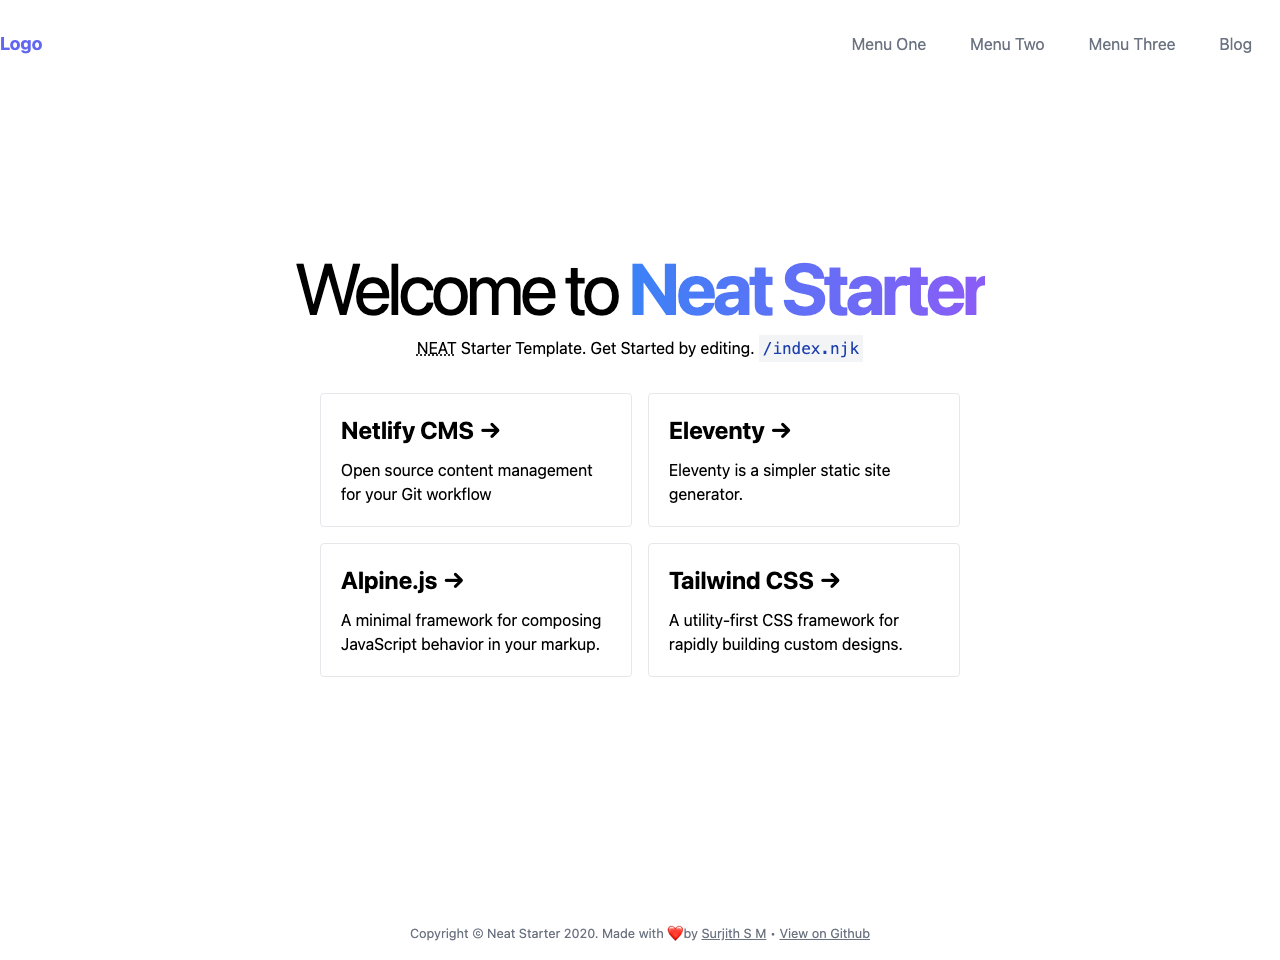 Logo
Menu One Menu Two Menu Three Blog
Welcome to Neat Starter
NEAT Starter Template. Get Started by editing. /index.njk
Netlify CMS →
Open source content management
for your Git workflow
Eleventy →
Eleventy is a simpler static site
generator.
Alpine.js →
A minimal framework for composing
JavaScript behavior in your markup.
Tailwind CSS →
A utility-first CSS framework for
rapidly building custom designs.
Copyright © Neat Starter 2020. Made with ❤️by Surjith S M • View on Github